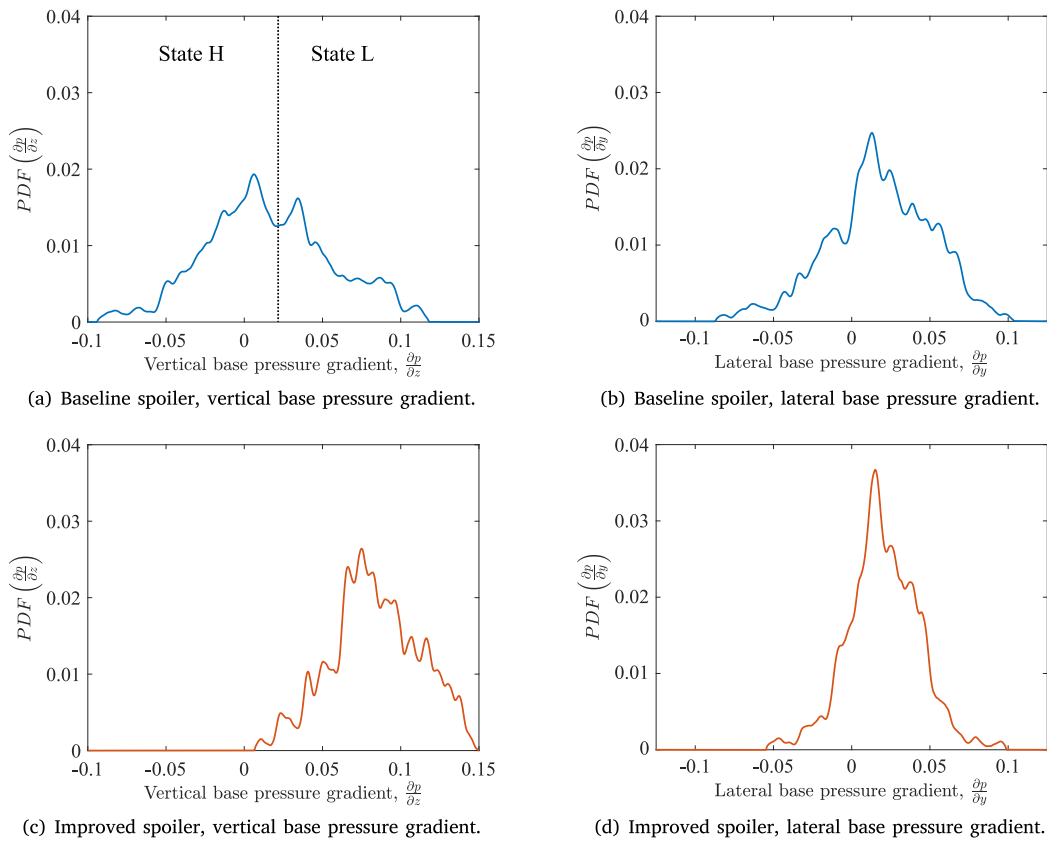 0.04
State H
State L
0.03
PDF (∂p/∂z)
0.02
0.01
0
-0.1 -0.05 0 0.05 0.1 0.15
Vertical base pressure gradient, ∂p/∂z
(a) Baseline spoiler, vertical base pressure gradient.
0.04
0.03
PDF (∂p/∂y)
0.02
0.01
0
-0.1 -0.05 0 0.05 0.1
Lateral base pressure gradient, ∂p/∂y
(b) Baseline spoiler, lateral base pressure gradient.
0.04
0.03
PDF (∂p/∂z)
0.02
0.01
0
-0.1 -0.05 0 0.05 0.1 0.15
Vertical base pressure gradient, ∂p/∂z
(c) Improved spoiler, vertical base pressure gradient.
0.04
0.03
PDF (∂p/∂y)
0.02
0.01
0
-0.1 -0.05 0 0.05 0.1
Lateral base pressure gradient, ∂p/∂y
(d) Improved spoiler, lateral base pressure gradient.